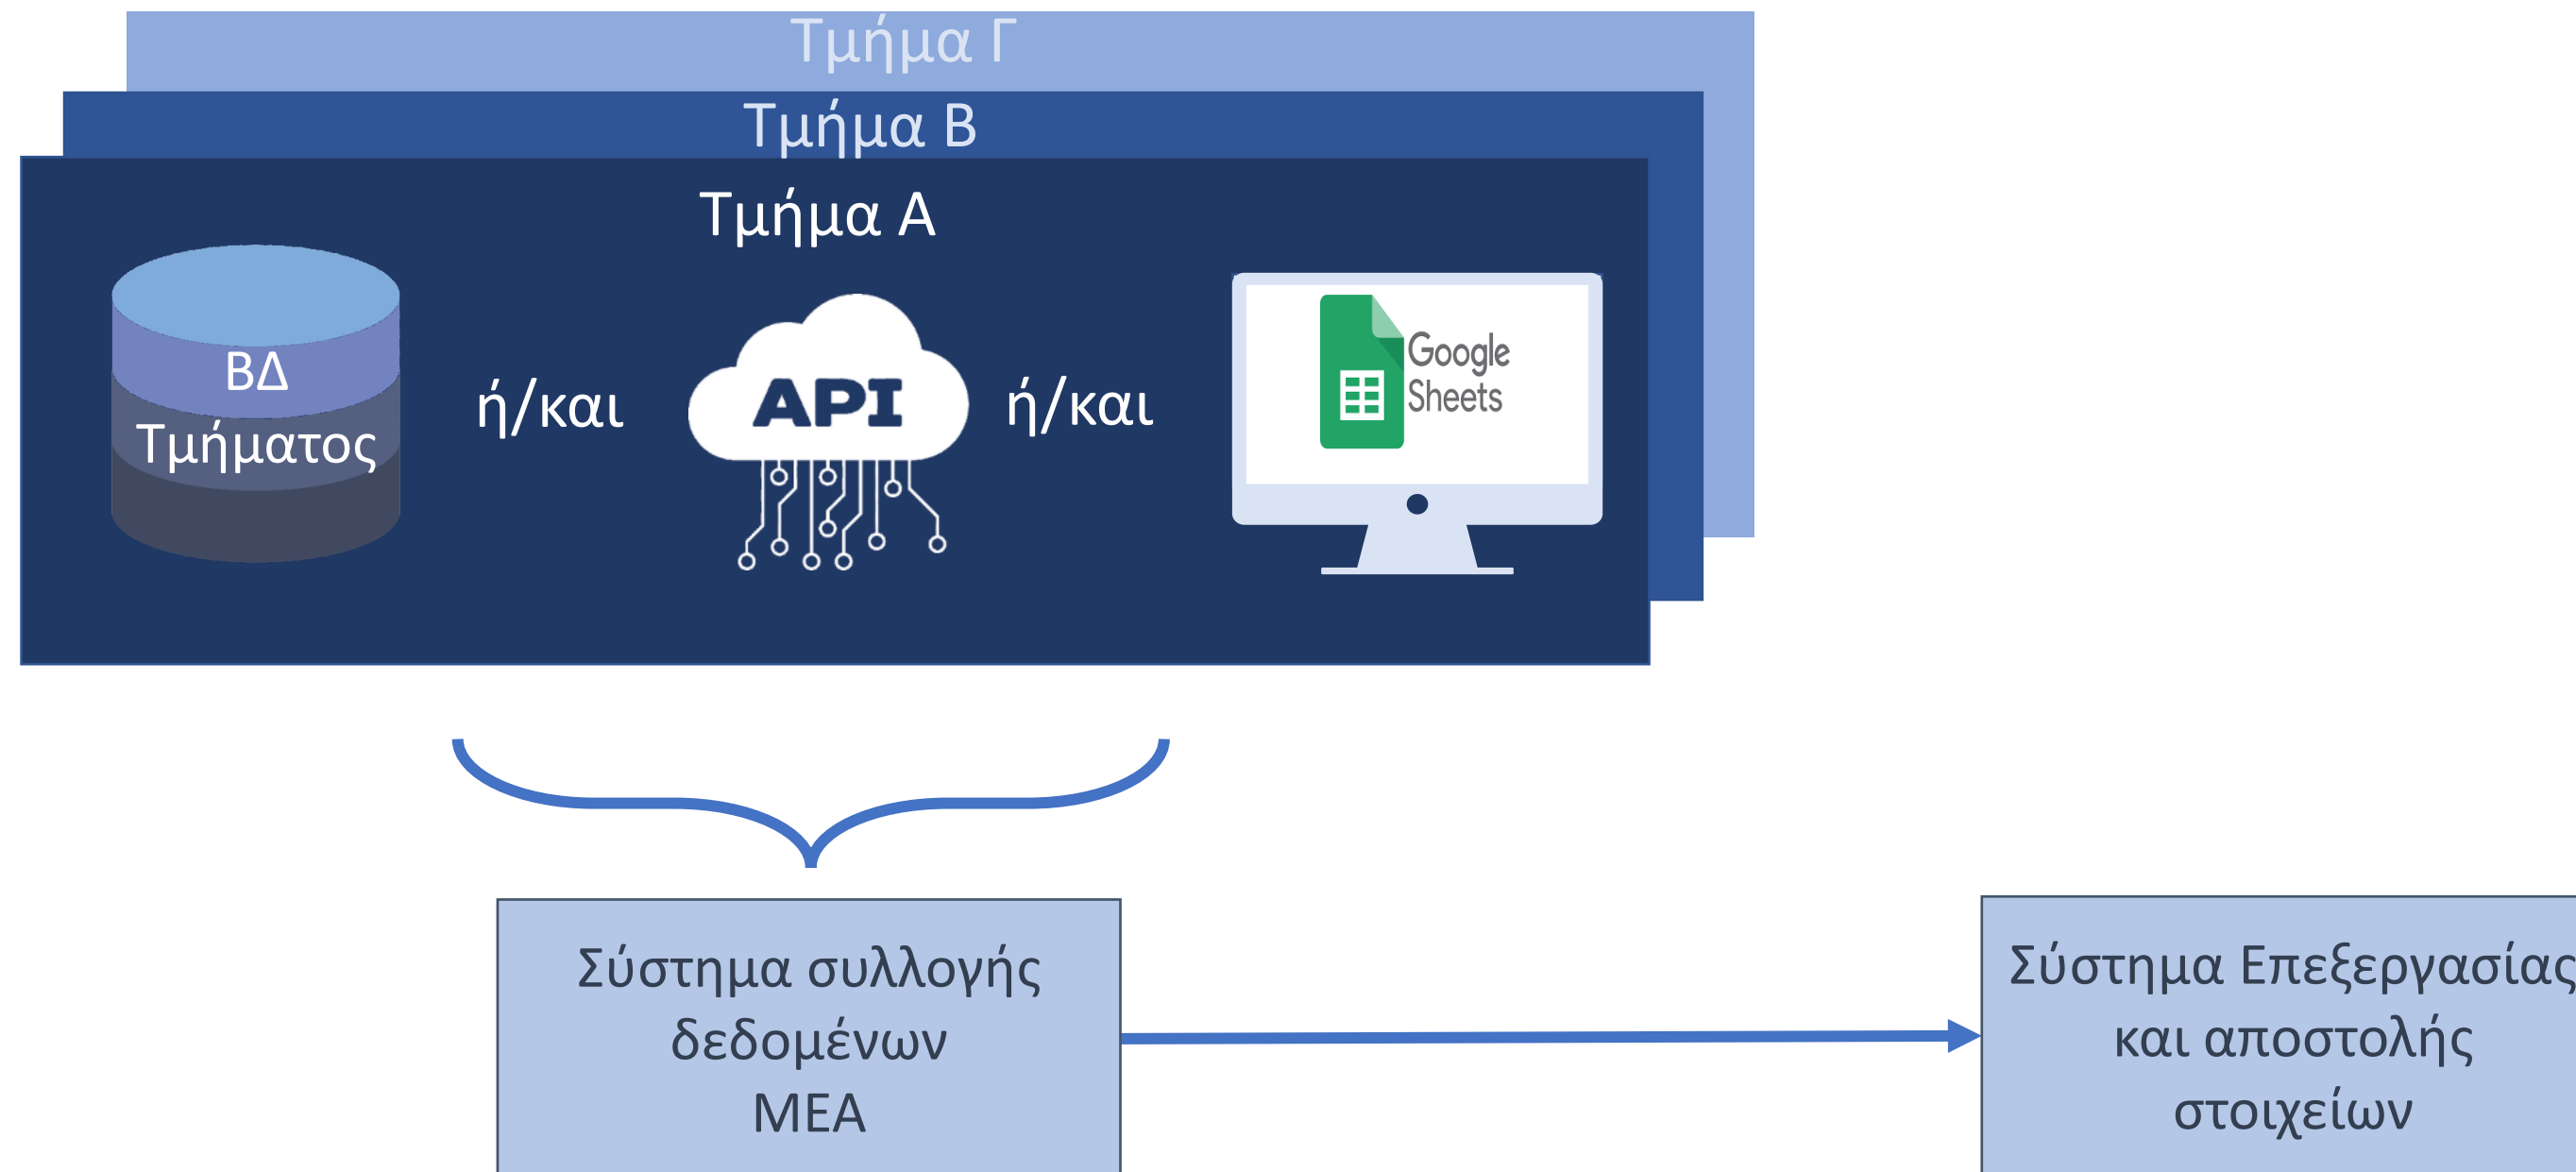 Τμήμα Γ
Τμήμα Β
Τμήμα Α
ΒΔ
Τμήματος
ή/και
API
ή/και
Google
Sheets
Σύστημα συλλογής
δεδομένων
ΜΕΑ
Σύστημα Επεξεργασίας
και αποστολής
στοιχείων